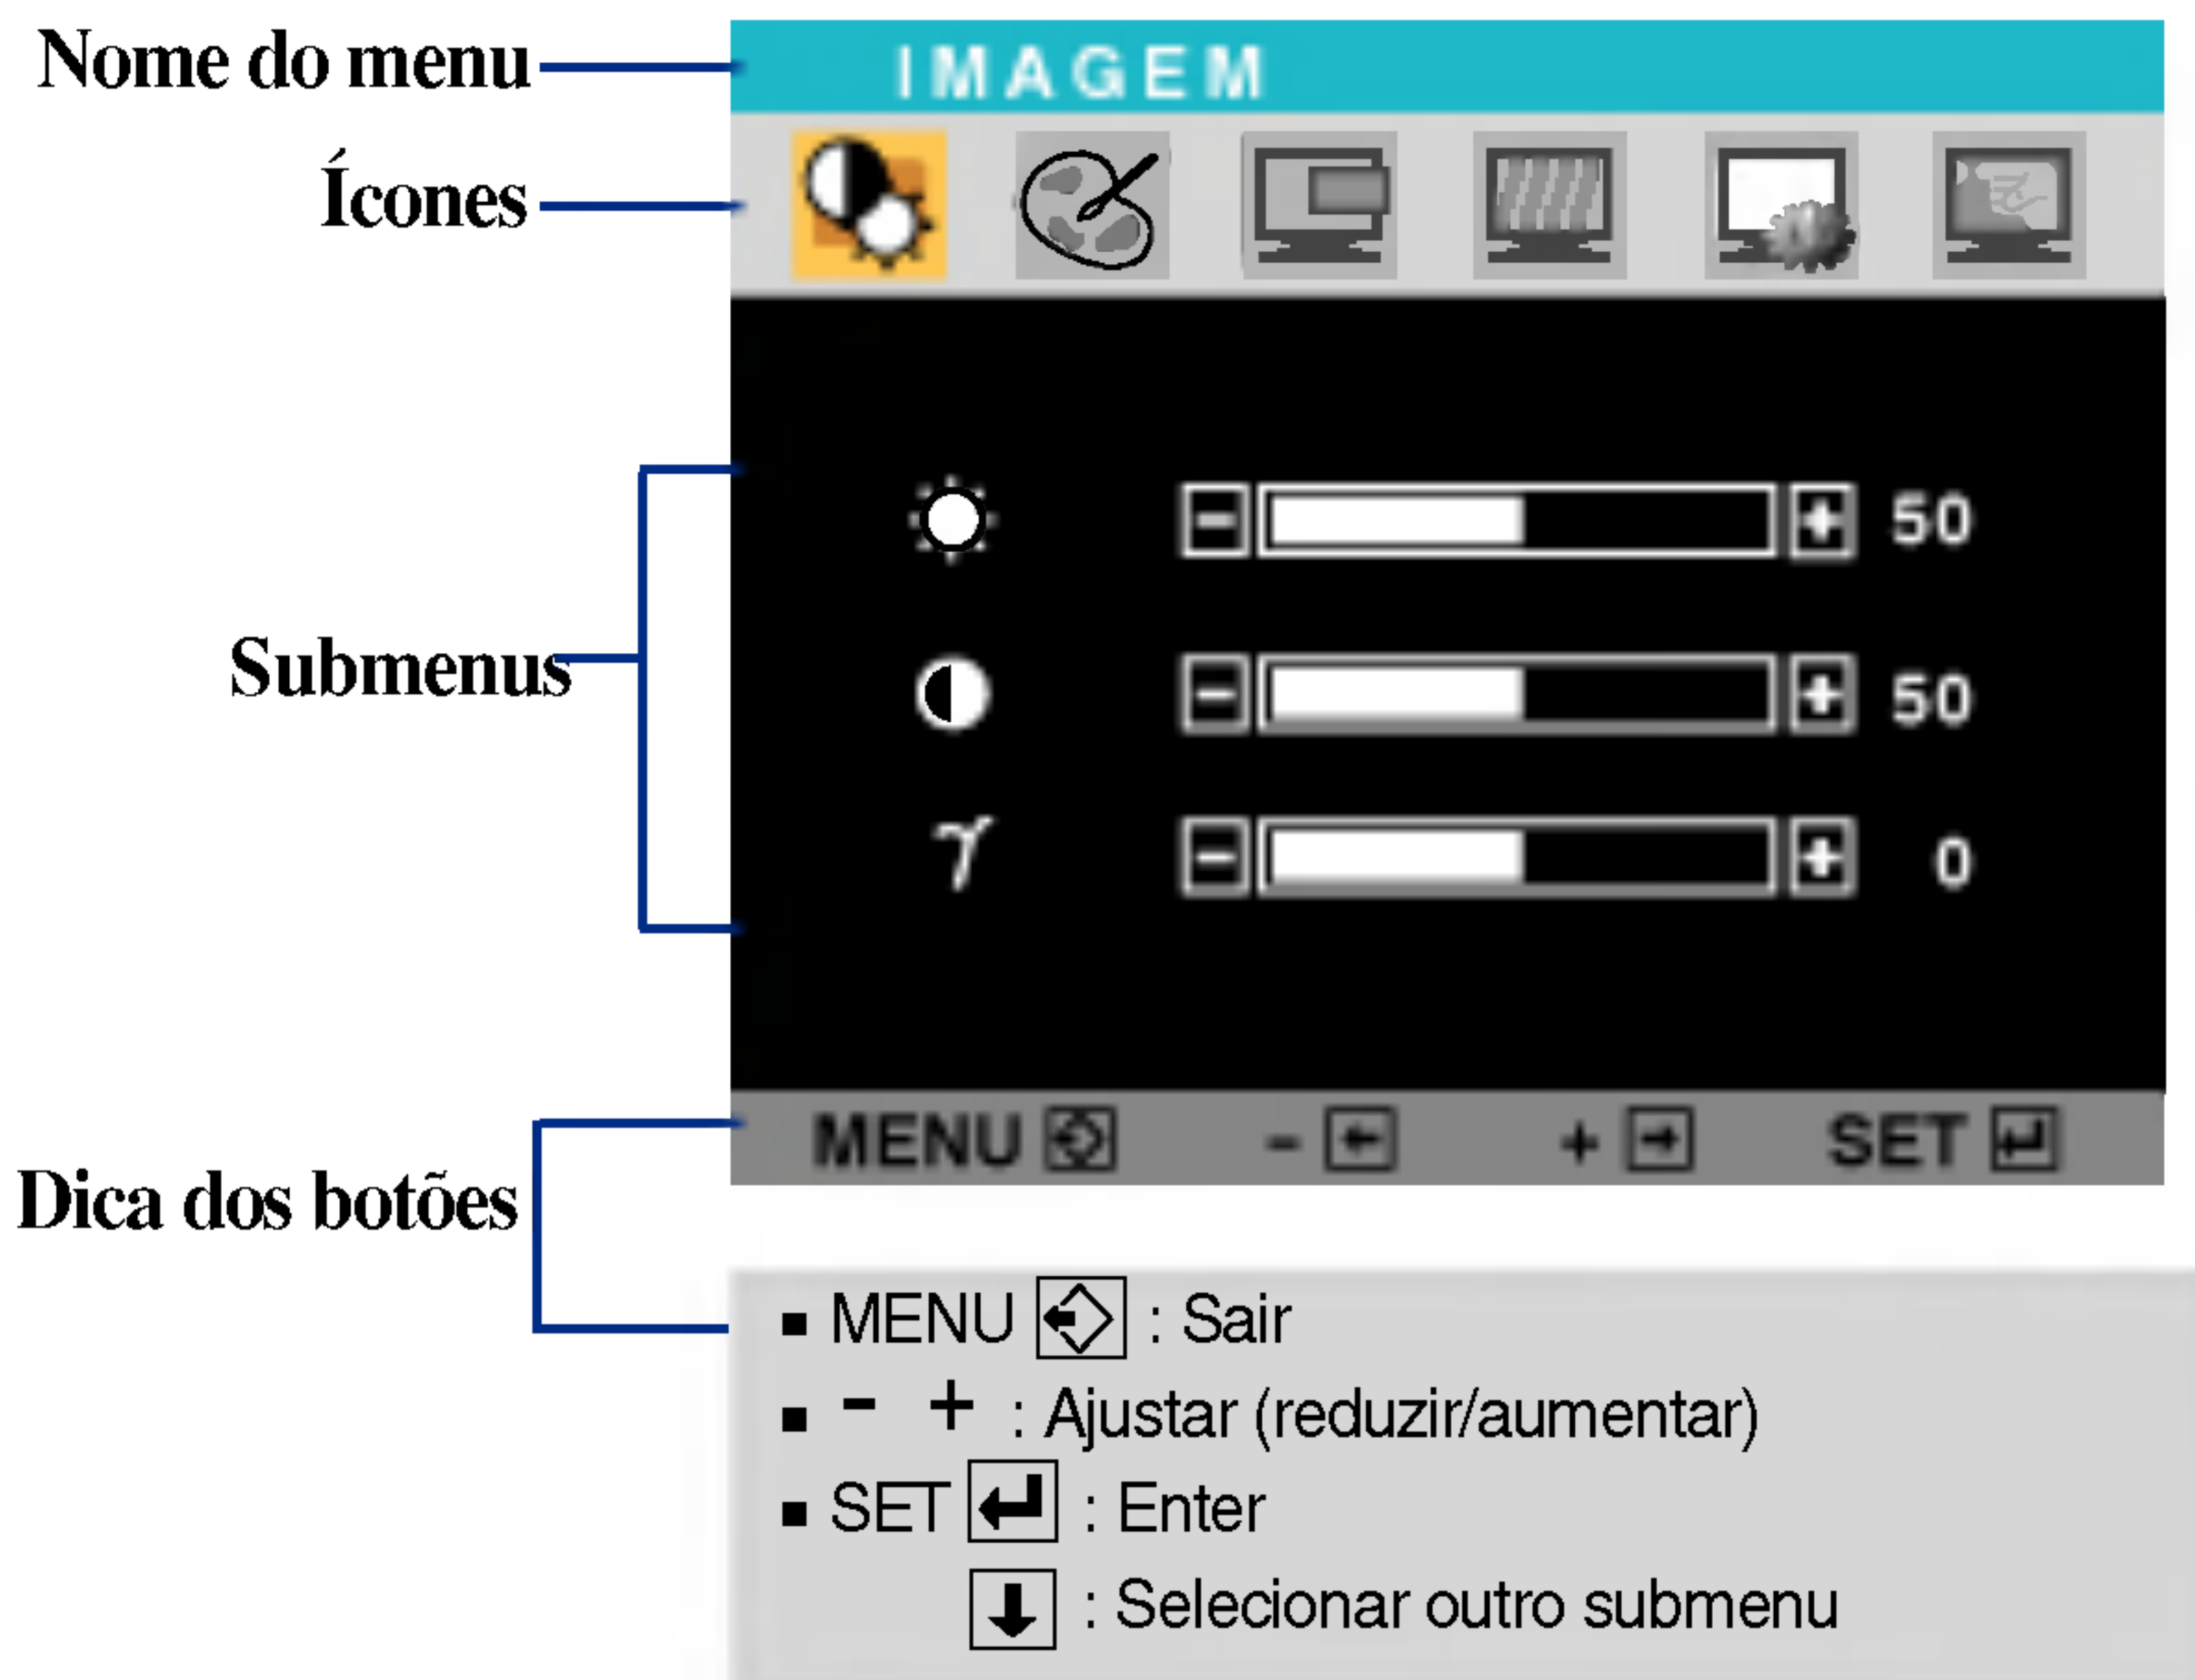 Nome do menu
IMAGEM
Ícones
Submenus
50
50
γ
0
MENU - + SET
Dica dos botões
■ MENU : Sair
■ - + : Ajustar (reduzir/aumentar)
■ SET : Enter
: Selecionar outro submenu